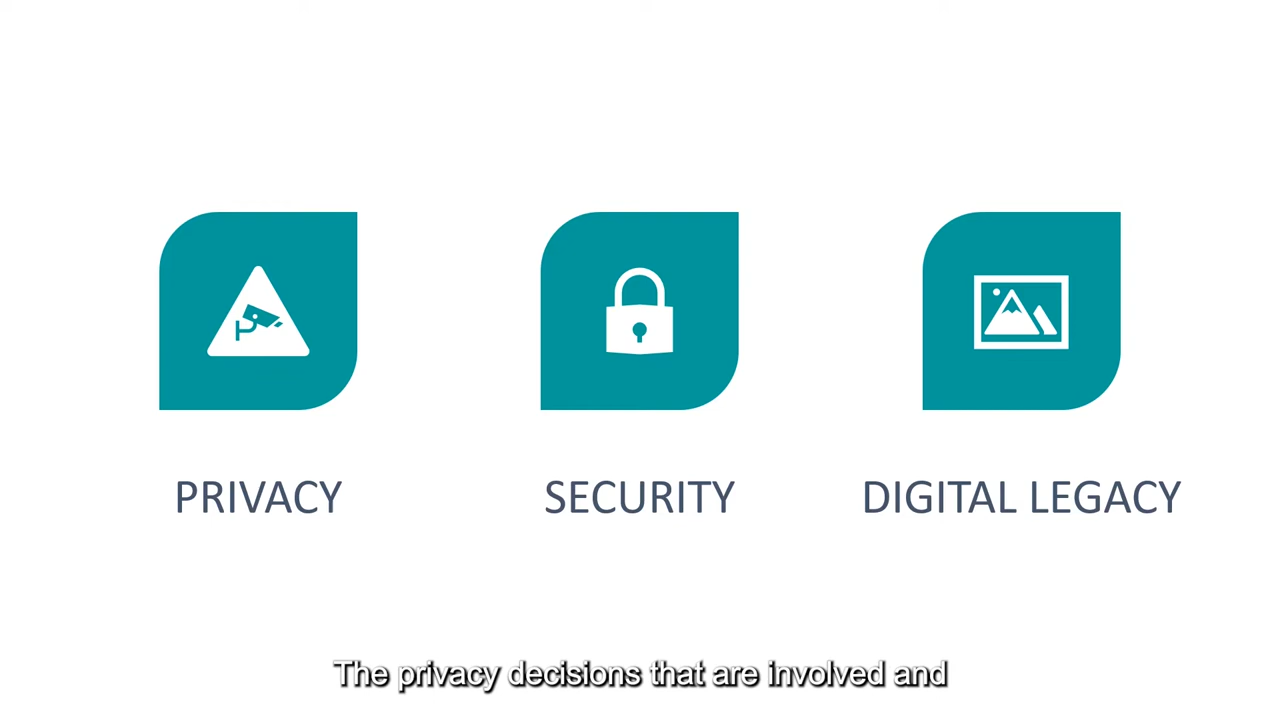 PRIVACY
SECURITY
DIGITAL LEGACY
The privacy decisions that are involved and